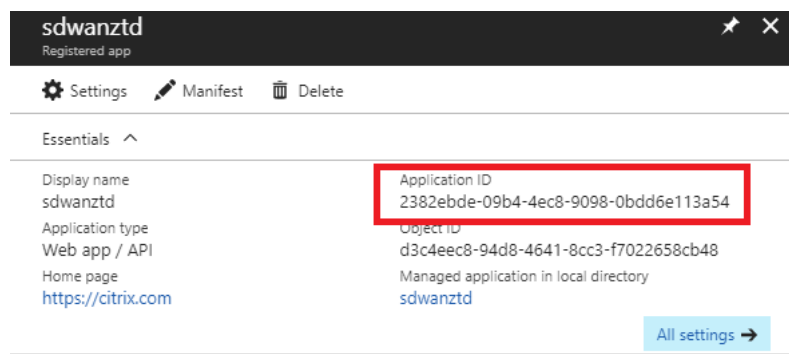 sdwanztd
Registered app
Settings Manifest Delete
Essentials
Display name
sdwanztd
Application type
Web app / API
Home page
https://citrix.com
Application ID
2382ebde-09b4-4ec8-9098-0bdd6e113a54
Object ID
d3c4eec8-94d8-4641-8cc3-f7022658cb48
Managed application in local directory
sdwanztd
All settings